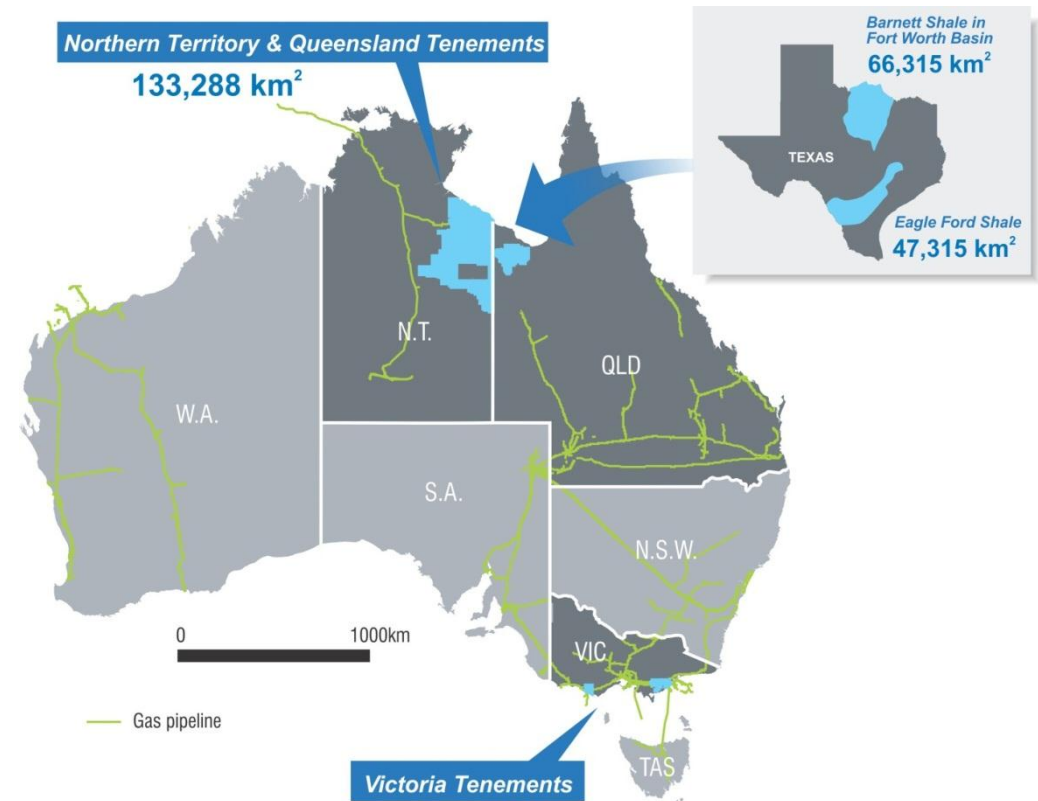 Northern Territory & Queensland Tenements
133,288 km²
Barnett Shale in
Fort Worth Basin
66,315 km²
TEXAS
Eagle Ford Shale
47,315 km²
N.T.
QLD
W.A.
S.A.
N.S.W.
0 1000km
VIC
Gas pipeline
TAS
Victoria Tenements